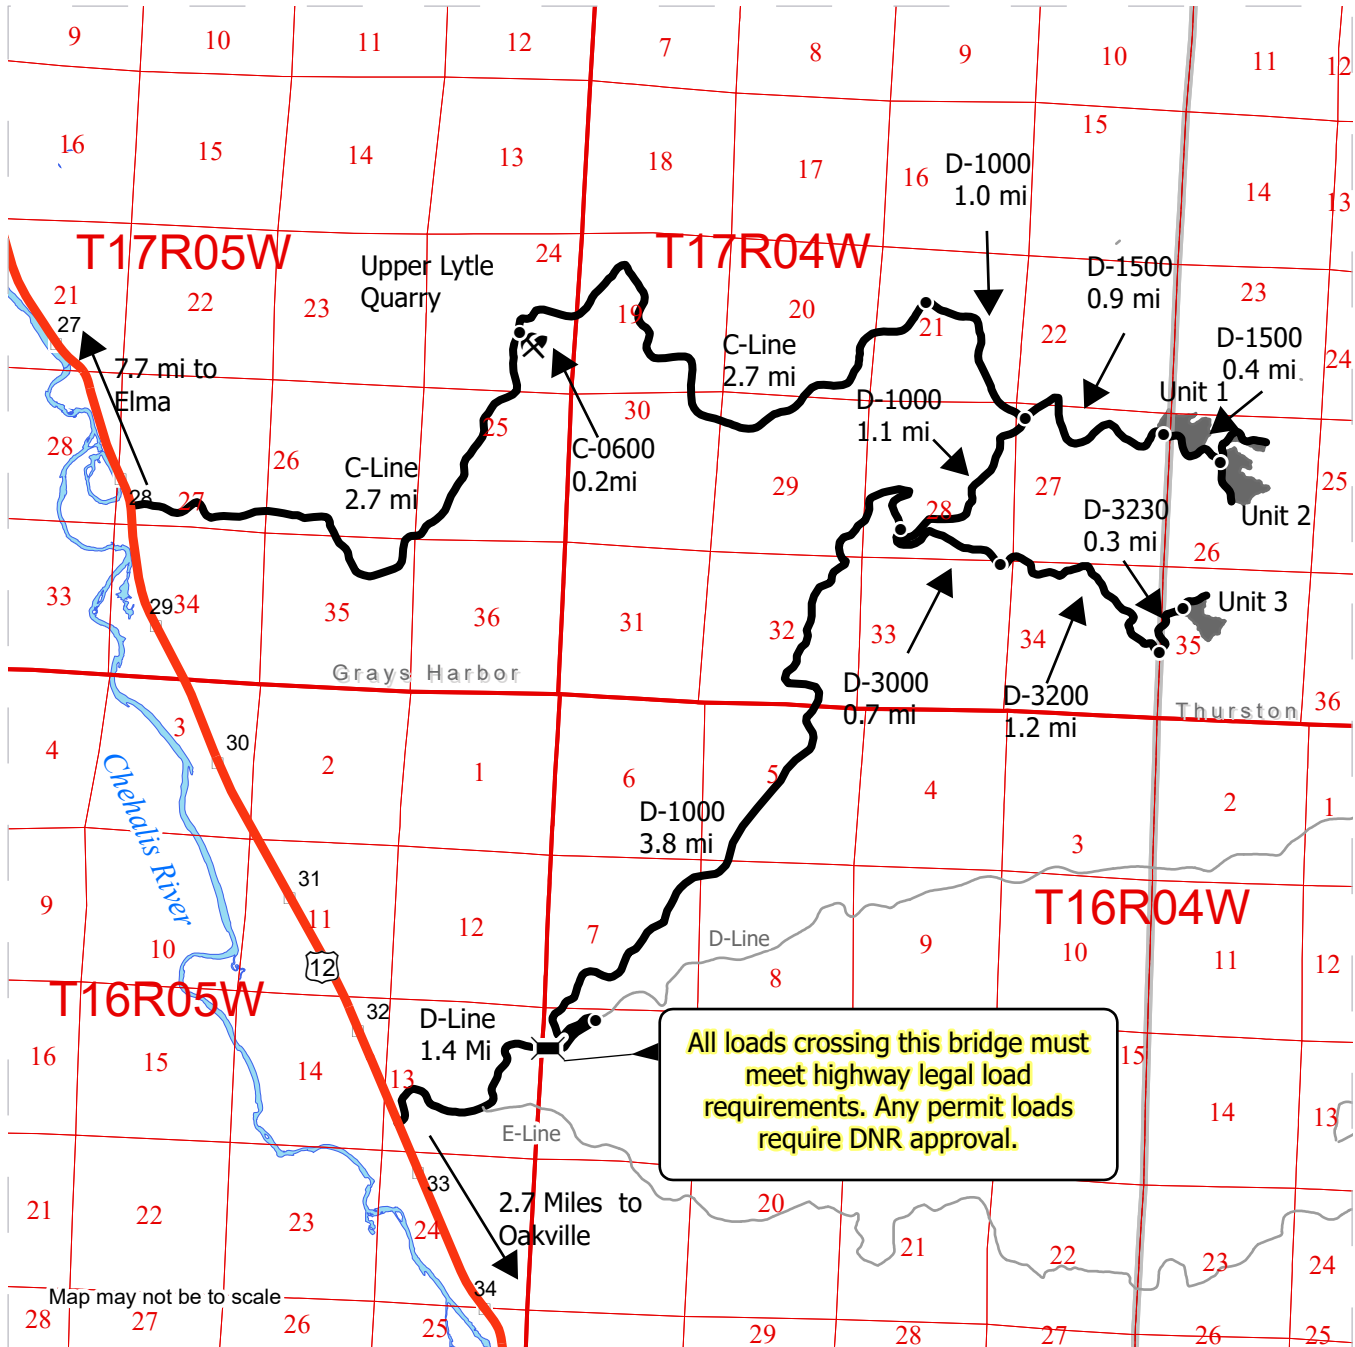 9
10
11
12
7
8
9
10
11
12
16
15
14
13
18
17
16
15
14
13
D-1000
1.0 mi
T17R05W
T17R04W
24
Upper Lytle
Quarry
21
22
23
19
20
21
22
23
24
D-1500
0.9 mi
D-1500
0.4 mi
27
7.7 mi to
Elma
C-Line
2.7 mi
Unit 1
D-1000
1.1 mi
28
26
25
30
C-0600
0.2mi
C-Line
2.7 mi
28
27
29
28
27
D-3230
0.3 mi
25
Unit 2
26
33
29
34
35
36
31
32
33
34
35
36
Unit 3
Grays Harbor
D-3000
0.7 mi
D-3200
1.2 mi
Thurston
4
3
30
2
1
6
5
4
3
2
1
Chehalis River
D-1000
3.8 mi
31
9
10
11
12
7
D-Line
8
9
10
11
12
T16R04W
12
T16R05W
32
D-Line
1.4 Mi
16
15
14
13
All loads crossing this bridge must
meet highway legal load
requirements. Any permit loads
require DNR approval.
15
14
13
E-Line
33
2.7 Miles to
Oakville
21
22
23
24
20
21
22
23
24
34
Map may not be to scale
28
27
26
25
29
28
27
26
25